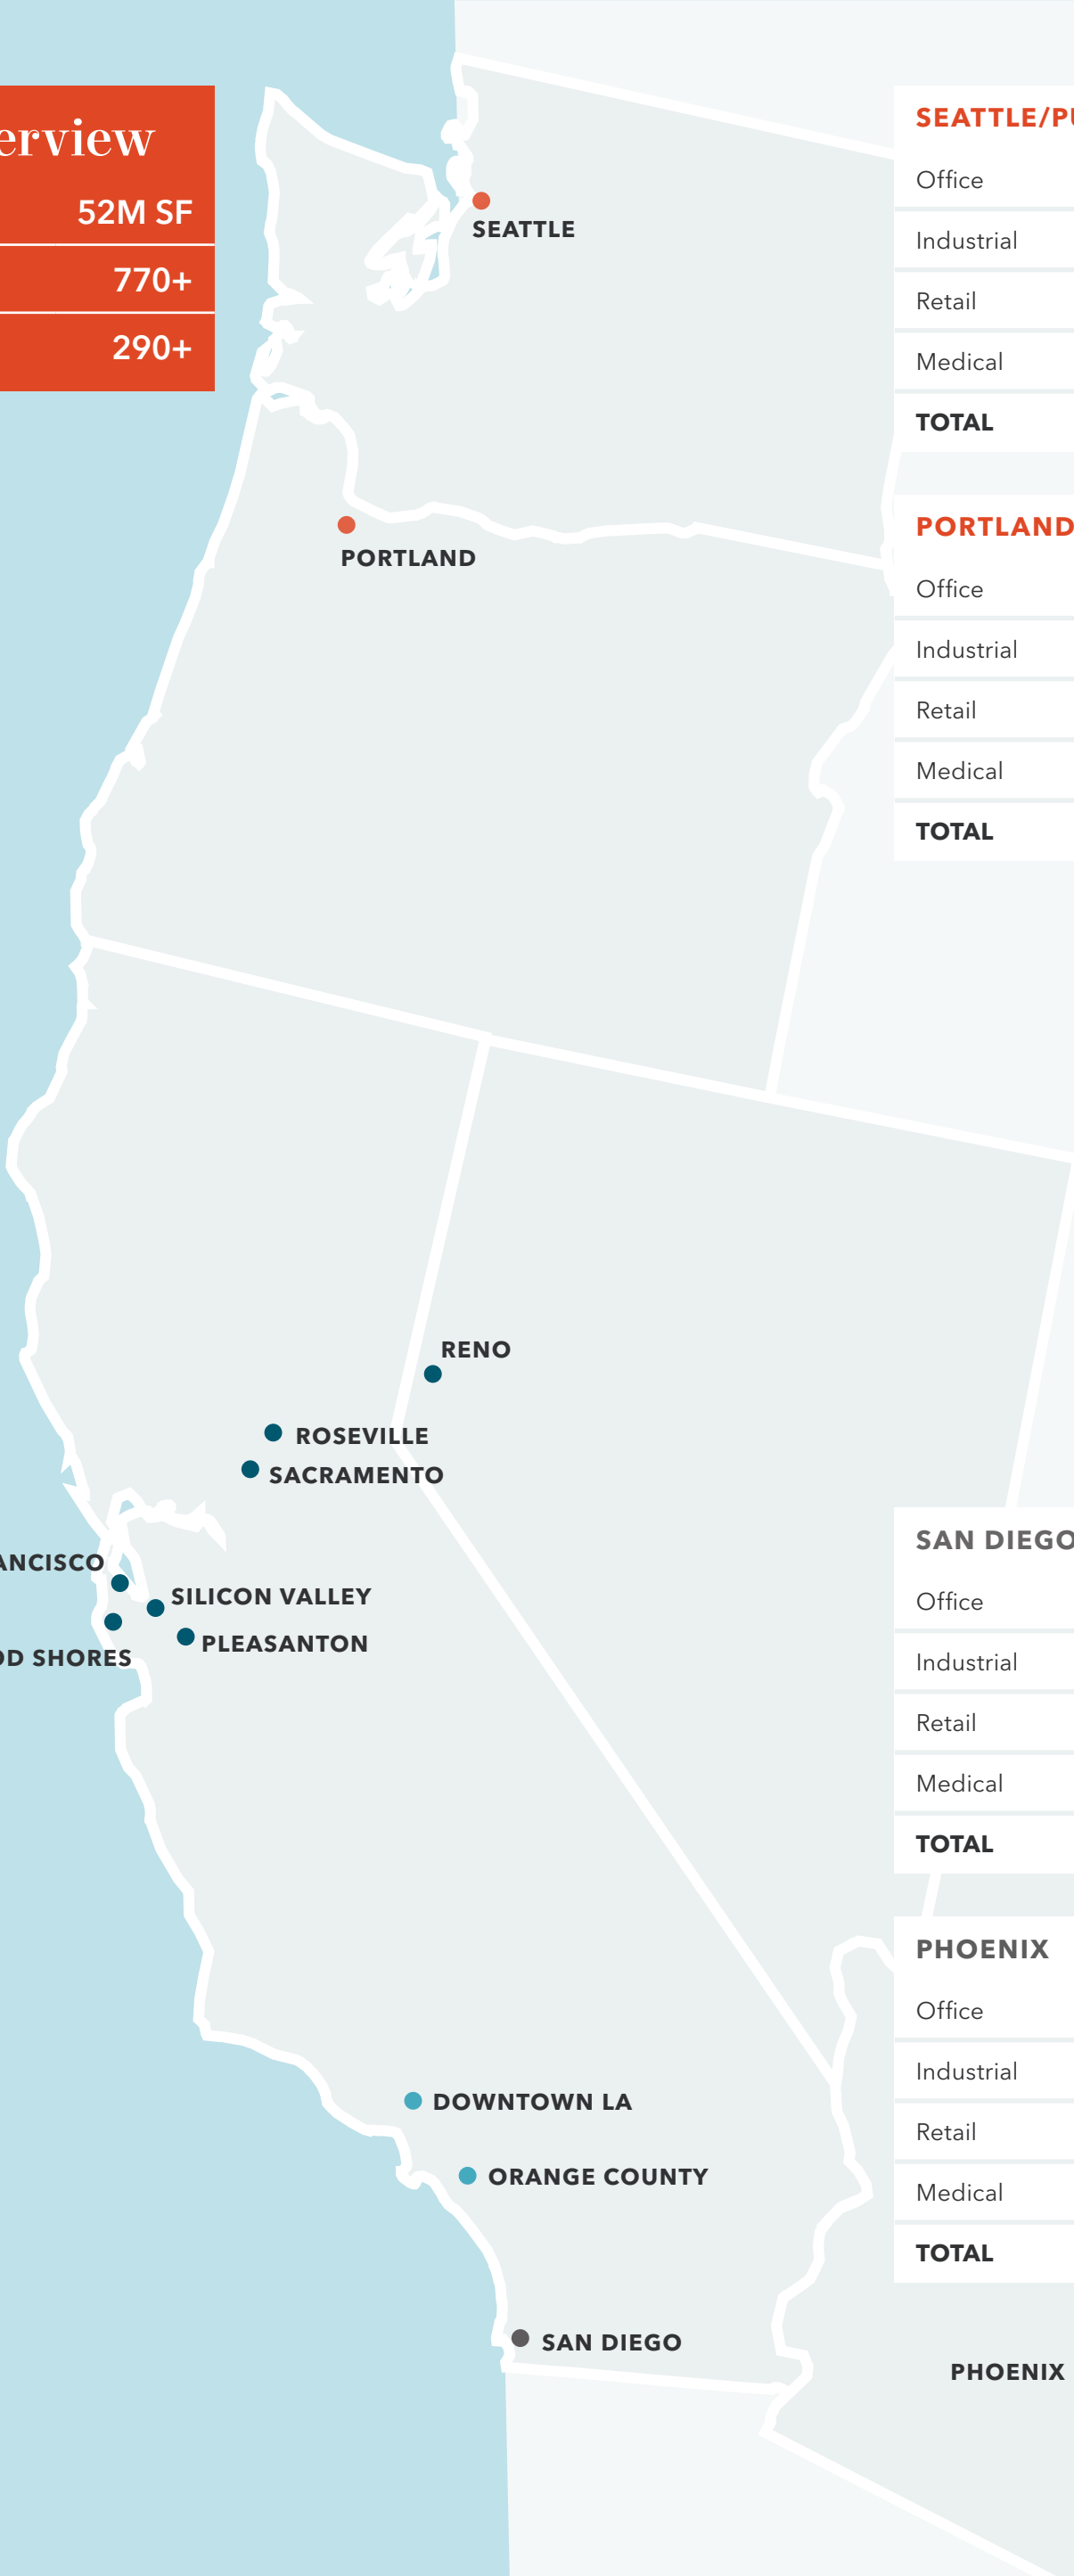 erview
52M SF
770+
290+
SEATTLE
PORTLAND
RENO
ROSEVILLE
SACRAMENTO
ANCISCO
SILICON VALLEY
PLEASANTON
OD SHORES
DOWNTOWN LA
ORANGE COUNTY
SAN DIEGO
PHOENIX
SEATTLE/PU
Office
Industrial
Retail
Medical
TOTAL
PORTLAND
Office
Industrial
Retail
Medical
TOTAL
SAN DIEGO
Office
Industrial
Retail
Medical
TOTAL
PHOENIX
Office
Industrial
Retail
Medical
TOTAL